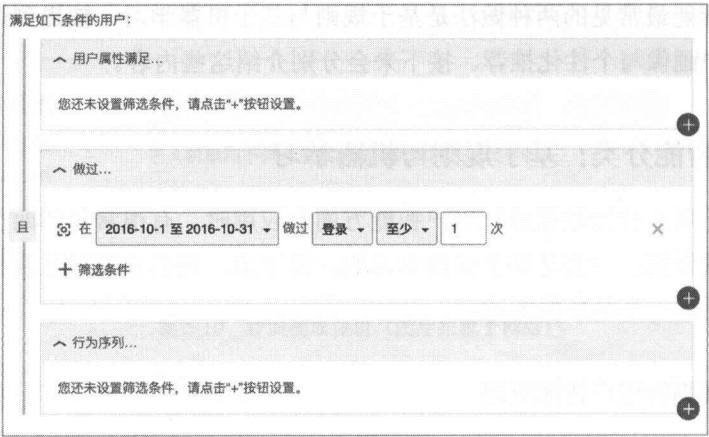 满足如下条件的用户：
用户属性满足...
您还未设置筛选条件，请点击“+”按钮设置。
做过...
且
在 2016-10-1 至 2016-10-31 做过 登录 至少 1 次
筛选条件
行为序列...
您还未设置筛选条件，请点击“+”按钮设置。